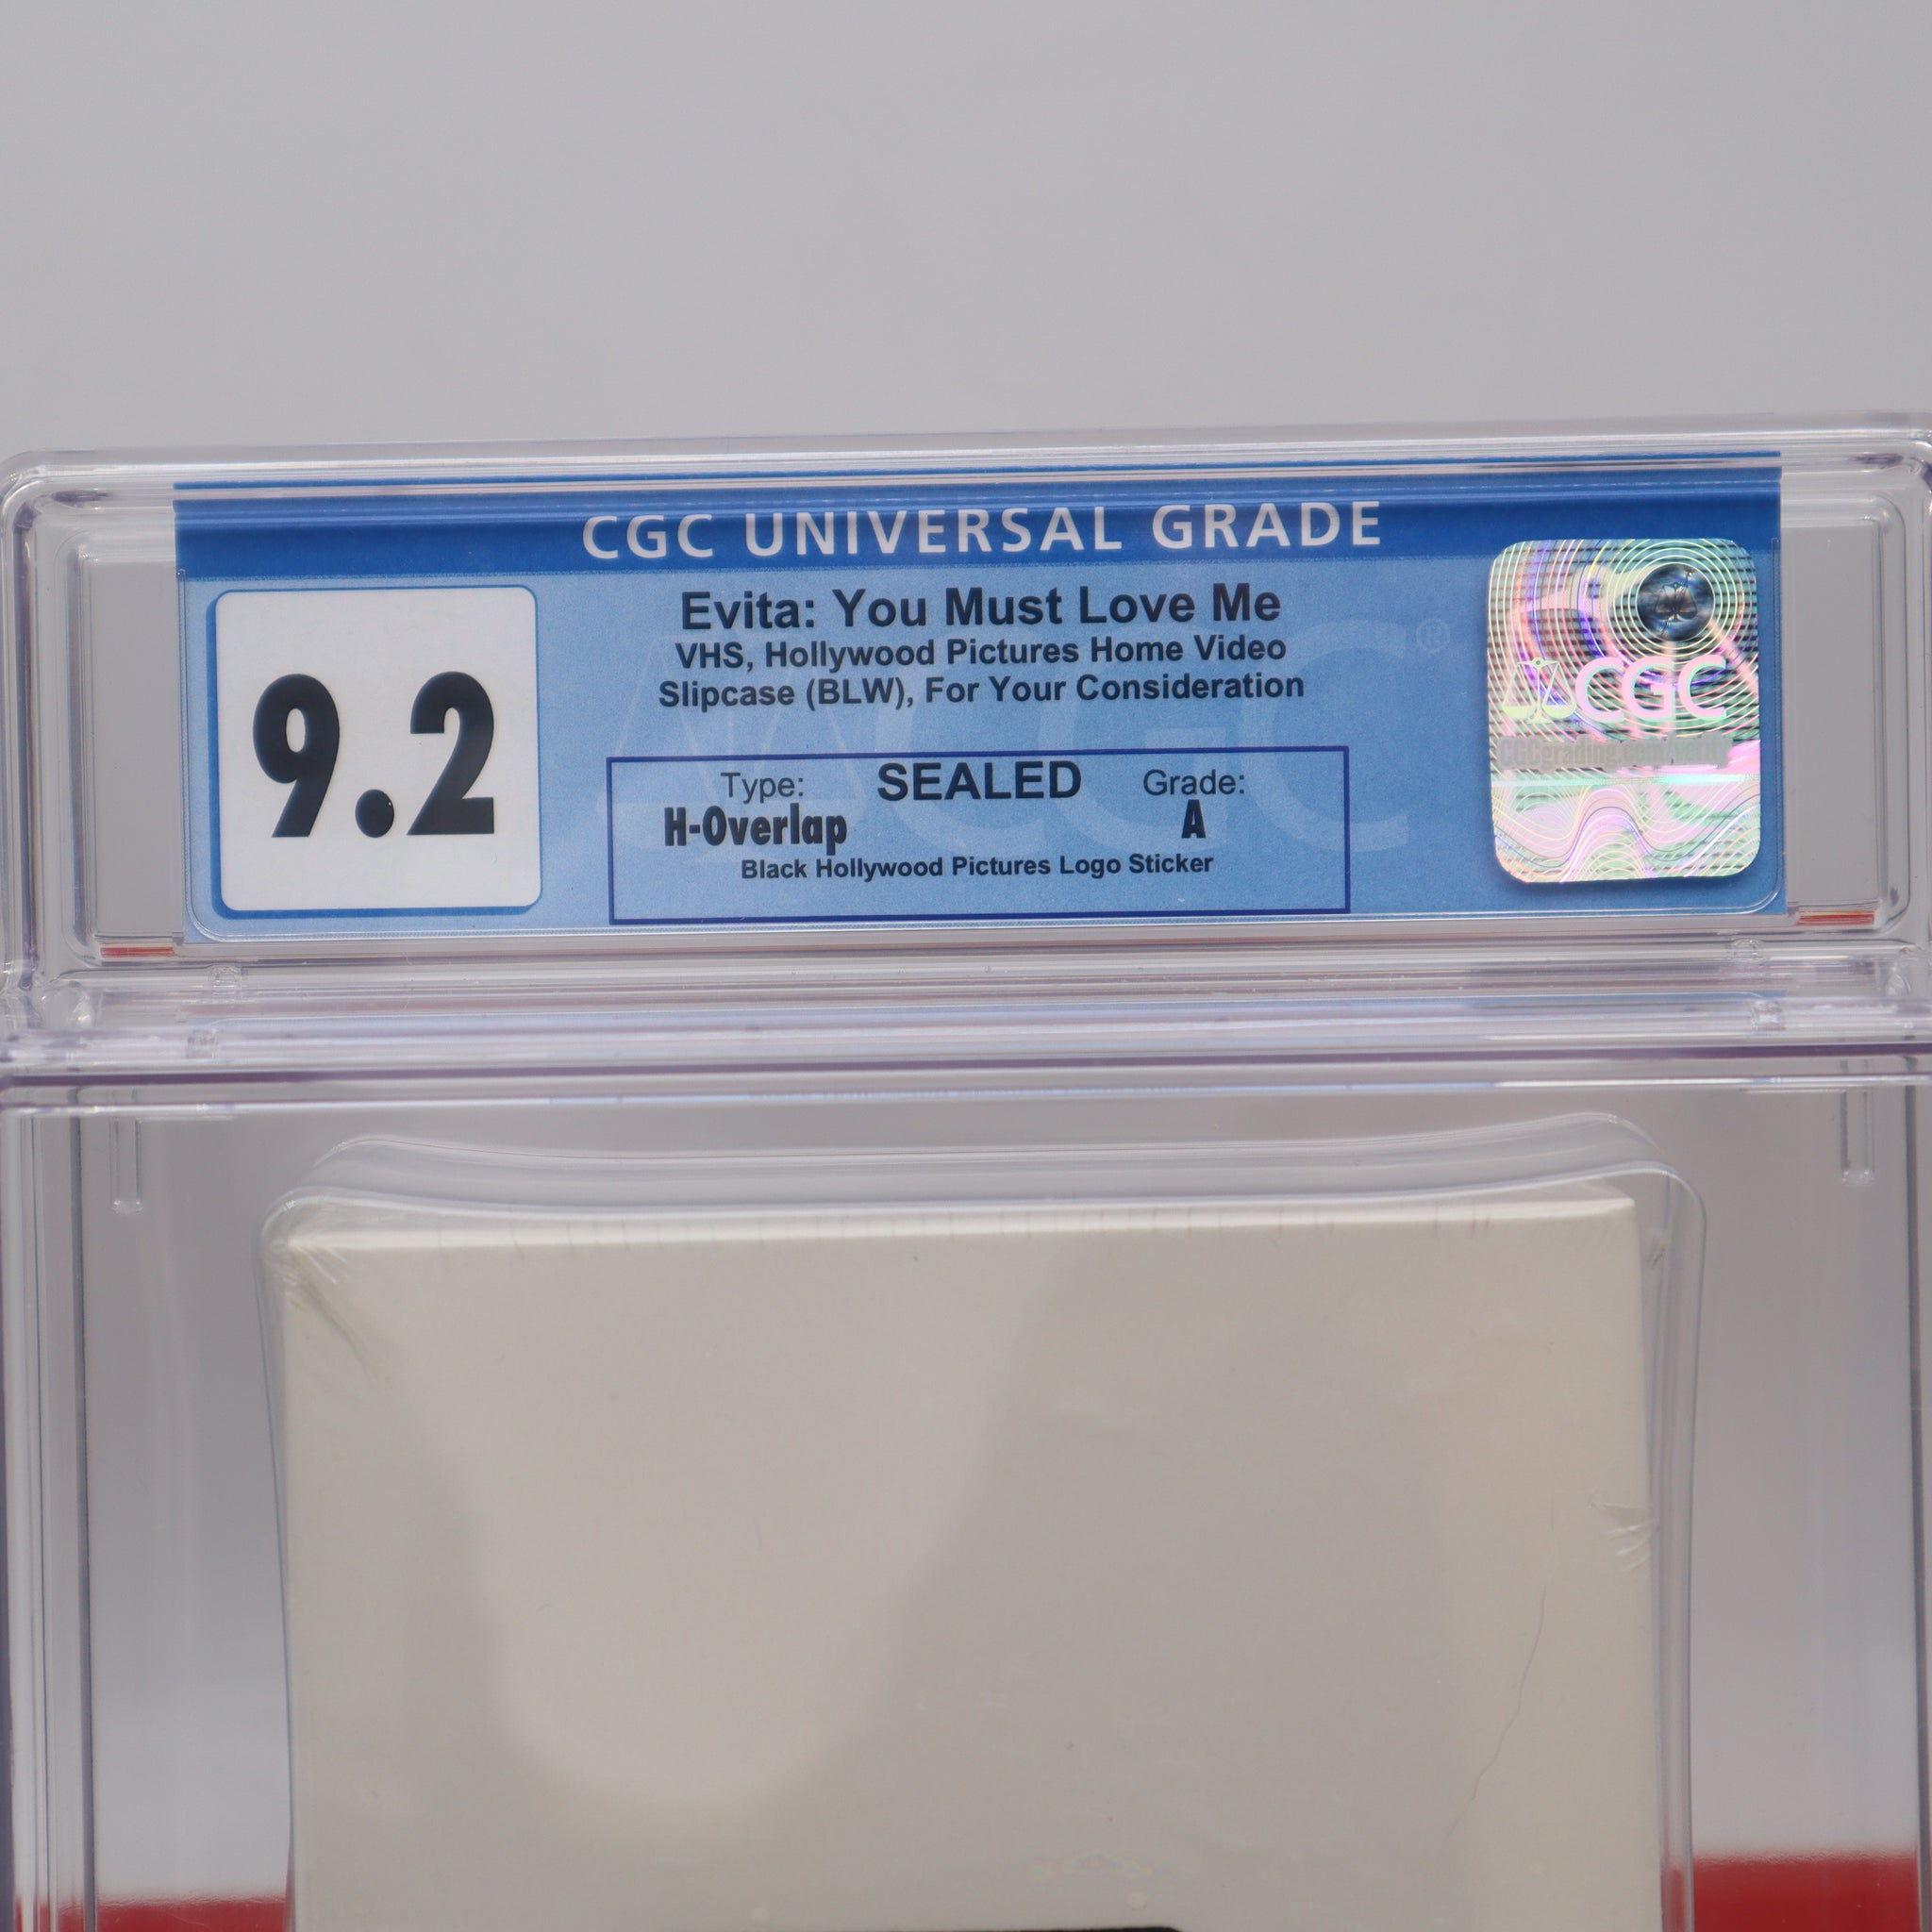 CGC UNIVERSAL GRADE
9.2
Evita: You Must Love Me
VHS, Hollywood Pictures Home Video
Slipcase (BLW), For Your Consideration
Type: SEALED Grade:
H-Overlap A
Black Hollywood Pictures Logo Sticker
CGC
CGC
®